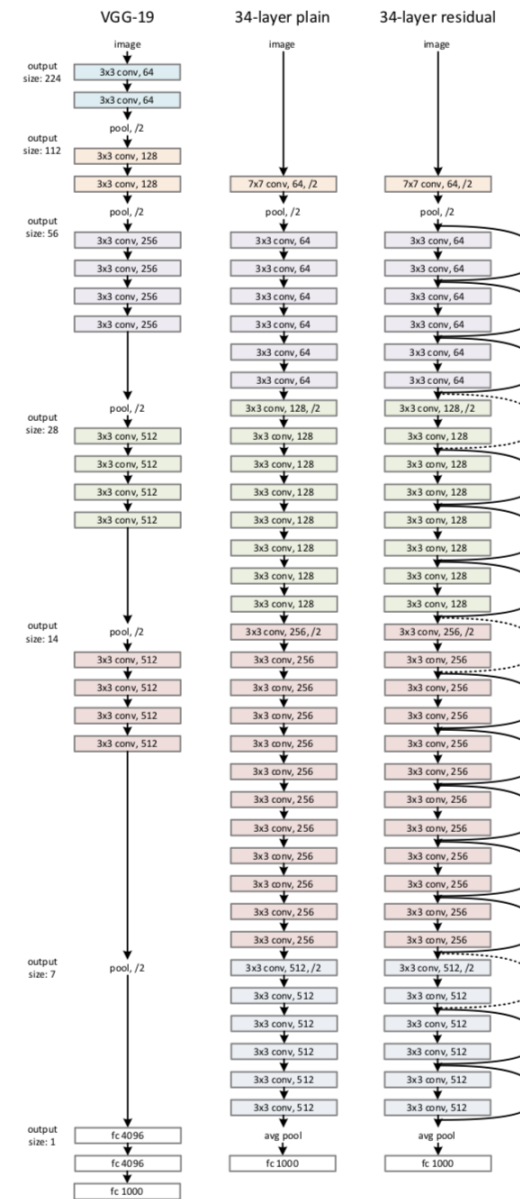 output
size: 224
output
size: 112
output
size: 56
output
size: 28
output
size: 14
output
size: 7
output
size: 1
VGG-19
image
3x3 conv, 64
3x3 conv, 64
pool, /2
3x3 conv, 128
3x3 conv, 128
pool, /2
3x3 conv, 256
3x3 conv, 256
3x3 conv, 256
3x3 conv, 256
pool, /2
3x3 conv, 512
3x3 conv, 512
3x3 conv, 512
3x3 conv, 512
pool, /2
3x3 conv, 512
3x3 conv, 512
3x3 conv, 512
3x3 conv, 512
pool, /2
fc 4096
fc 4096
fc 1000
34-layer plain
image
7x7 conv, 64, /2
pool, /2
3x3 conv, 64
3x3 conv, 64
3x3 conv, 64
3x3 conv, 64
3x3 conv, 64
3x3 conv, 64
3x3 conv, 128, /2
3x3 conv, 128
3x3 conv, 128
3x3 conv, 128
3x3 conv, 128
3x3 conv, 128
3x3 conv, 128
3x3 conv, 128
3x3 conv, 256, /2
3x3 conv, 256
3x3 conv, 256
3x3 conv, 256
3x3 conv, 256
3x3 conv, 256
3x3 conv, 256
3x3 conv, 256
3x3 conv, 256
3x3 conv, 256
3x3 conv, 256
3x3 conv, 256
3x3 conv, 512, /2
3x3 conv, 512
3x3 conv, 512
3x3 conv, 512
3x3 conv, 512
3x3 conv, 512
avg pool
fc 1000
34-layer residual
image
7x7 conv, 64, /2
pool, /2
3x3 conv, 64
3x3 conv, 64
3x3 conv, 64
3x3 conv, 64
3x3 conv, 64
3x3 conv, 64
3x3 conv, 128, /2
3x3 conv, 128
3x3 conv, 128
3x3 conv, 128
3x3 conv, 128
3x3 conv, 128
3x3 conv, 128
3x3 conv, 128
3x3 conv, 256, /2
3x3 conv, 256
3x3 conv, 256
3x3 conv, 256
3x3 conv, 256
3x3 conv, 256
3x3 conv, 256
3x3 conv, 256
3x3 conv, 256
3x3 conv, 256
3x3 conv, 256
3x3 conv, 256
3x3 conv, 512, /2
3x3 conv, 512
3x3 conv, 512
3x3 conv, 512
3x3 conv, 512
3x3 conv, 512
avg pool
fc 1000